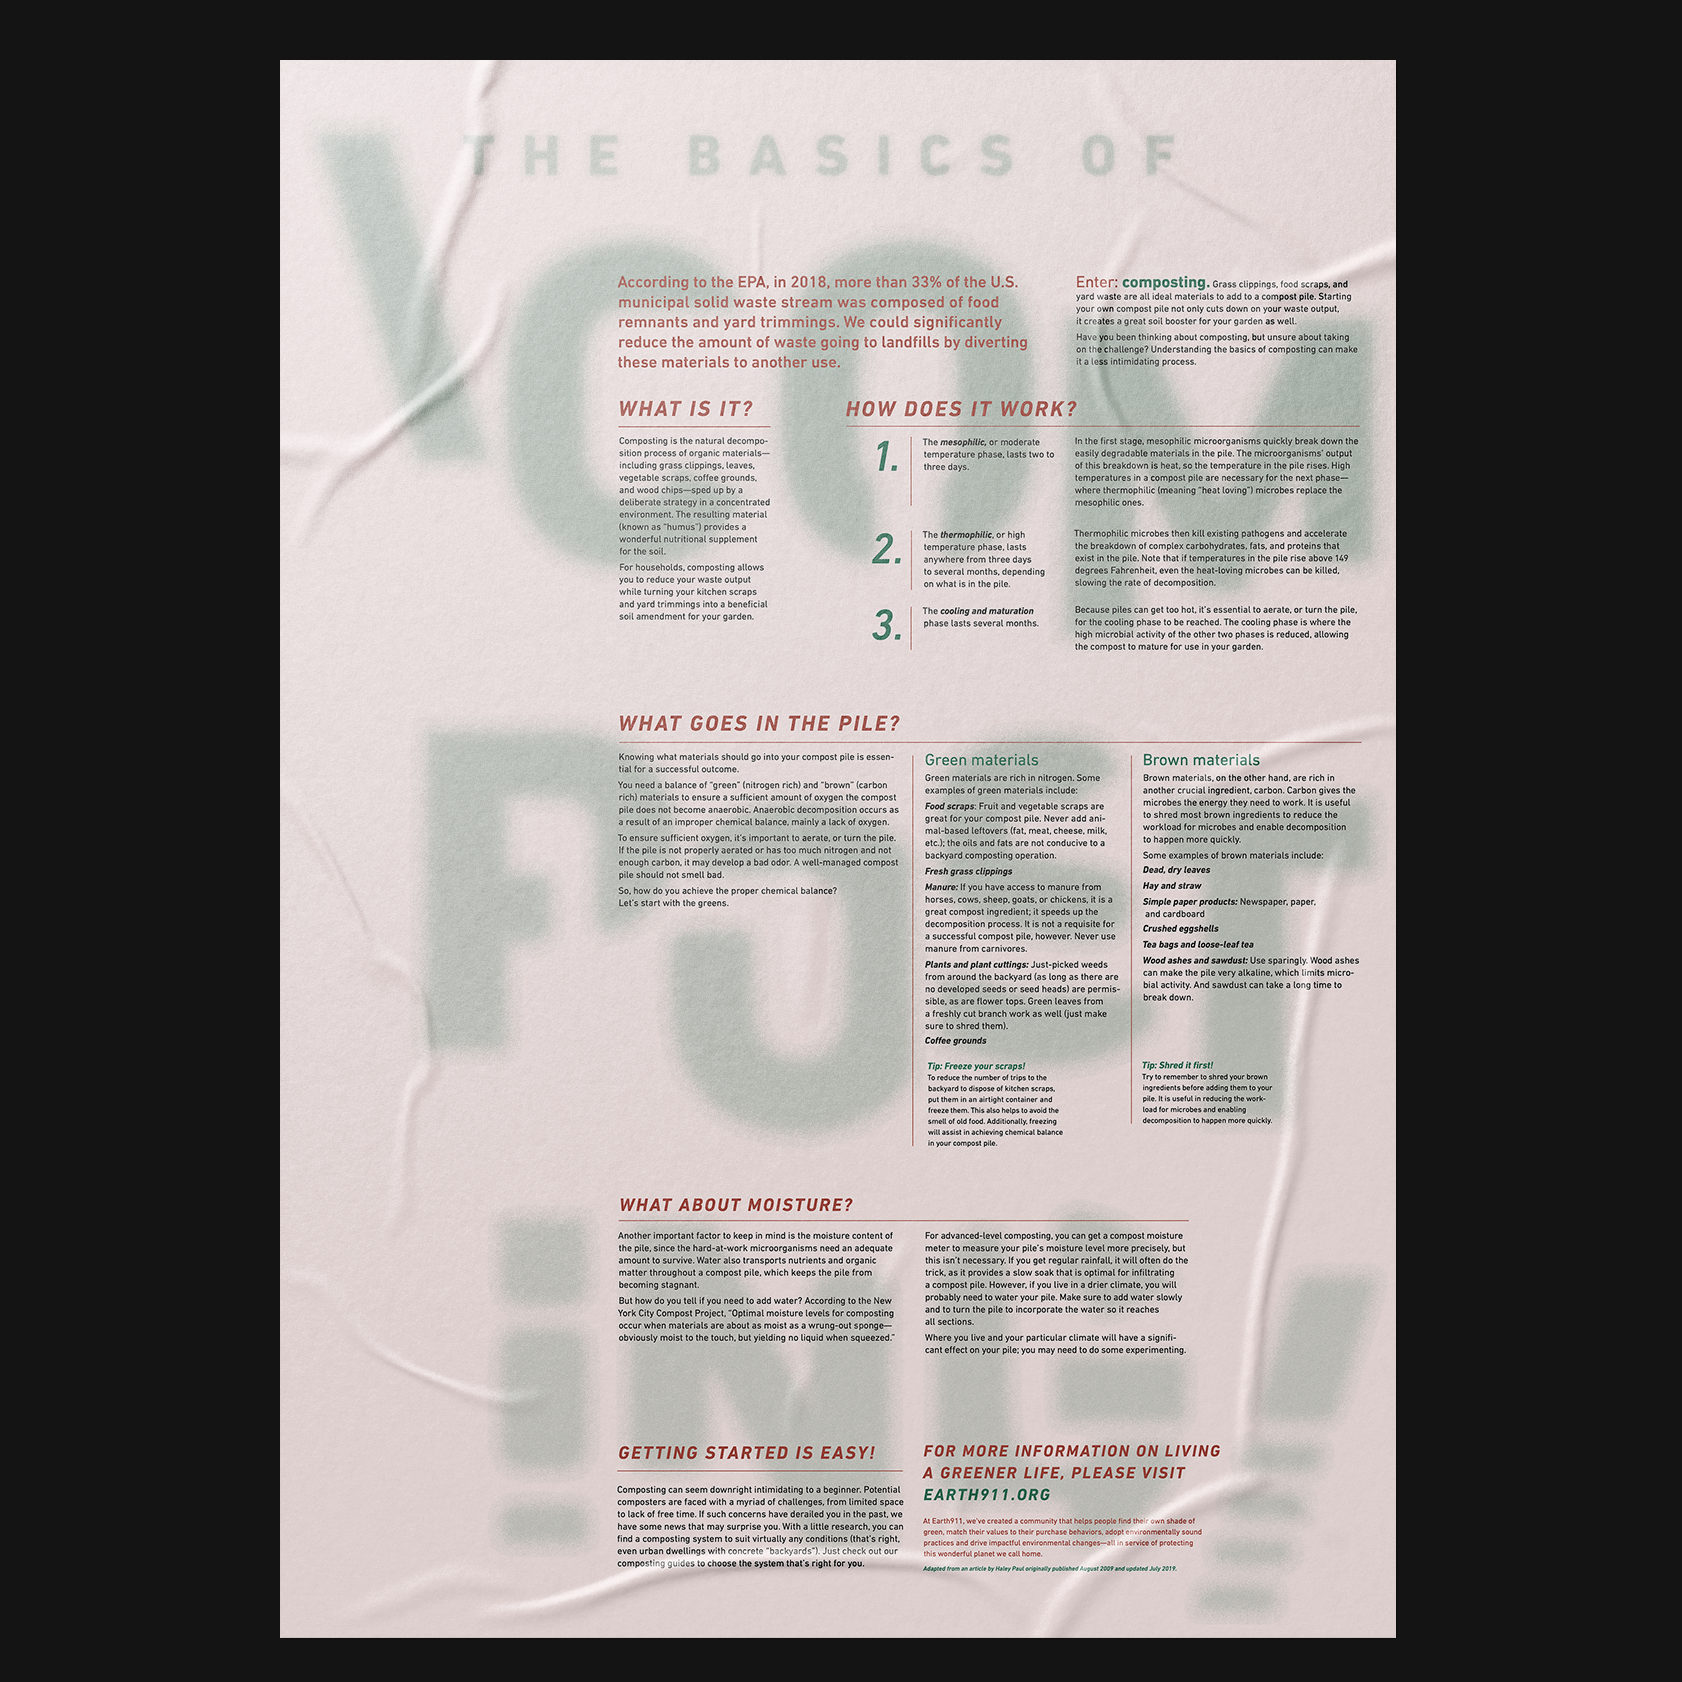 THE BASICS OF
According to the EPA, in 2018, more than 33% of the U.S.
municipal solid waste stream was composed of food
remnants and yard trimmings. We could significantly
reduce the amount of waste going to landfills by diverting
these materials to another use.
Enter: composting. Grass clippings, food scraps, and
yard waste are all ideal materials to add to a compost pile. Starting
your own compost pile not only cuts down on your waste output,
it creates a great soil booster for your garden as well.
Have you been thinking about composting, but unsure about taking
on the challenge? Understanding the basics of composting can make
it a less intimidating process.
WHAT IS IT?
Composting is the natural decompo-
sition process of organic materials—
including grass clippings, leaves,
vegetable scraps, coffee grounds,
and wood chips—sped up by a
deliberate strategy in a concentrated
environment. The resulting material
(known as "humus") provides a
wonderful nutritional supplement
for the soil.
For households, composting allows
you to reduce your waste output
while turning your kitchen scraps
and yard trimmings into a beneficial
soil amendment for your garden.
HOW DOES IT WORK?
1.
The mesophilic, or moderate
temperature phase, lasts two to
three days.
In the first stage, mesophilic microorganisms quickly break down the
easily degradable materials in the pile. The microorganisms' output
of this breakdown is heat, so the temperature in the pile rises. High
temperatures in a compost pile are necessary for the next phase—
where thermophilic (meaning "heat loving") microbes replace the
mesophilic ones.
2.
The thermophilic, or high
temperature phase, lasts
anywhere from three days
to several months, depending
on what is in the pile.
Thermophilic microbes then kill existing pathogens and accelerate
the breakdown of complex carbohydrates, fats, and proteins that
exist in the pile. Note that if temperatures in the pile rise above 149
degrees Fahrenheit, even the heat-loving microbes can be killed,
slowing the rate of decomposition.
3.
The cooling and maturation
phase lasts several months.
Because piles can get too hot, it's essential to aerate, or turn the pile,
for the cooling phase to be reached. The cooling phase is where the
high microbial activity of the other two phases is reduced, allowing
the compost to mature for use in your garden.
WHAT GOES IN THE PILE?
Knowing what materials should go into your compost pile is essen-
tial for a successful outcome.
You need a balance of "green" (nitrogen rich) and "brown" (carbon
rich) materials to ensure a sufficient amount of oxygen the compost
pile does not become anaerobic. Anaerobic decomposition occurs as
a result of an improper chemical balance, mainly a lack of oxygen.
To ensure sufficient oxygen, it's important to aerate, or turn the pile.
If the pile is not properly aerated or has too much nitrogen and not
enough carbon, it may develop a bad odor. A well-managed compost
pile should not smell bad.
So, how do you achieve the proper chemical balance?
Let's start with the greens.
Green materials
Green materials are rich in nitrogen. Some
examples of green materials include:
Food scraps: Fruit and vegetable scraps are
great for your compost pile. Never add ani-
mal-based leftovers (fat, meat, cheese, milk,
etc.); the oils and fats are not conducive to a
backyard composting operation.
Fresh grass clippings
Manure: If you have access to manure from
horses, cows, sheep, goats, or chickens, it is a
great compost ingredient; it speeds up the
decomposition process. It is not a requisite for
a successful compost pile, however. Never use
manure from carnivores.
Plants and plant cuttings: Just-picked weeds
from around the backyard (as long as there are
no developed seeds or seed heads) are permis-
sible, as are flower tops. Green leaves from
a freshly cut branch work as well (just make
sure to shred them).
Coffee grounds
Tip: Freeze your scraps!
To reduce the number of trips to the
backyard to dispose of kitchen scraps,
put them in an airtight container and
freeze them. This also helps to avoid the
smell of old food. Additionally, freezing
will assist in achieving chemical balance
in your compost pile.
Brown materials
Brown materials, on the other hand, are rich in
another crucial ingredient, carbon. Carbon gives the
microbes the energy they need to work. It is useful
to shred most brown ingredients to reduce the
workload for microbes and enable decomposition
to happen more quickly.
Some examples of brown materials include:
Dead, dry leaves
Hay and straw
Simple paper products: Newspaper, paper,
and cardboard
Crushed eggshells
Tea bags and loose-leaf tea
Wood ashes and sawdust: Use sparingly. Wood ashes
can make the pile very alkaline, which limits micro-
bial activity. And sawdust can take a long time to
break down.
Tip: Shred it first!
Try to remember to shred your brown
ingredients before adding them to your
pile. It is useful in reducing the work-
load for microbes and enabling
decomposition to happen more quickly.
WHAT ABOUT MOISTURE?
Another important factor to keep in mind is the moisture content of
the pile, since the hard-at-work microorganisms need an adequate
amount to survive. Water also transports nutrients and organic
matter throughout a compost pile, which keeps the pile from
becoming stagnant.
But how do you tell if you need to add water? According to the New
York City Compost Project, "Optimal moisture levels for composting
occur when materials are about as moist as a wrung-out sponge—
obviously moist to the touch, but yielding no liquid when squeezed."
For advanced-level composting, you can get a compost moisture
meter to measure your pile's moisture level more precisely, but
this isn't necessary. If you get regular rainfall, it will often do the
trick, as it provides a slow soak that is optimal for infiltrating
a compost pile. However, if you live in a drier climate, you will
probably need to water your pile. Make sure to add water slowly
and to turn the pile to incorporate the water so it reaches
all sections.
Where you live and your particular climate will have a signifi-
cant effect on your pile; you may need to do some experimenting.
GETTING STARTED IS EASY!
Composting can seem downright intimidating to a beginner. Potential
composters are faced with a myriad of challenges, from limited space
to lack of free time. If such concerns have derailed you in the past, we
have some news that may surprise you. With a little research, you can
find a composting system to suit virtually any conditions (that's right,
even urban dwellings with concrete "backyards"). Just check out our
composting guides to choose the system that's right for you.
FOR MORE INFORMATION ON LIVING
A GREENER LIFE, PLEASE VISIT
EARTH911.ORG
At Earth911, we've created a community that helps people find their own shade of
green, match their values to their purchase behaviors, adopt environmentally sound
practices and drive impactful environmental changes—all in service of protecting
this wonderful planet we call home.
Adapted from an article by Haley Paul originally published August 2009 and updated July 2019.